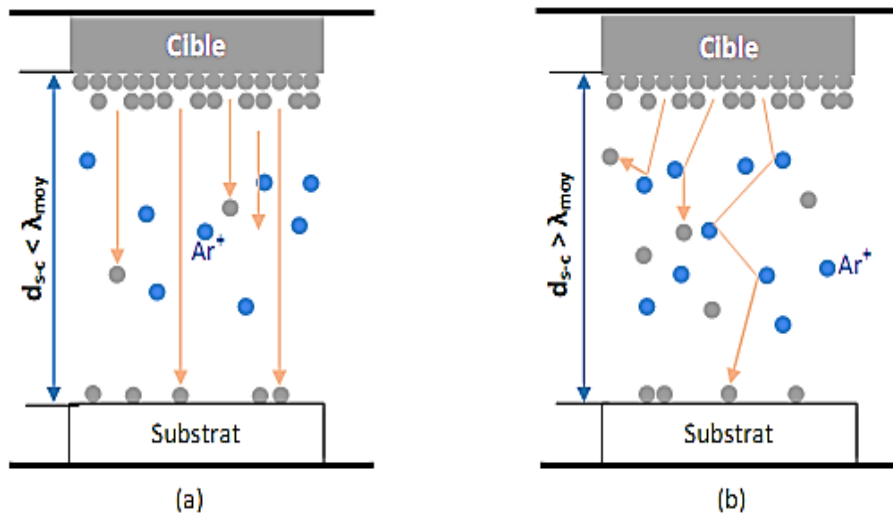 Cible
d_s-c < λ_moy
Ar⁺
Substrat
(a)
Cible
d_s-c > λ_moy
Ar⁺
Substrat
(b)